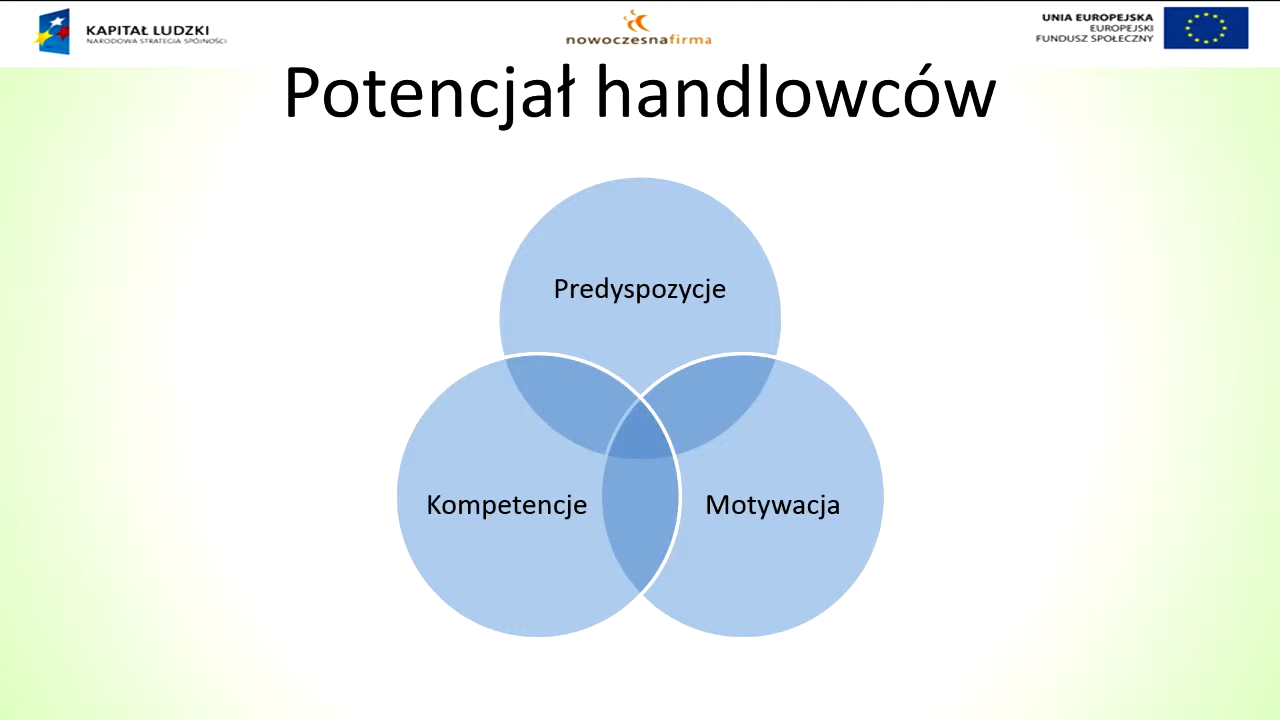 KAPITAŁ LUDZKI
NARODOWA STRATEGIA SPÓJNOŚCI
nowoczesnafirma
UNIA EUROPEJSKA
EUROPEJSKI
FUNDUSZ SPOŁECZNY
Potencjał handlowców
Predyspozycje
Kompetencje
Motywacja